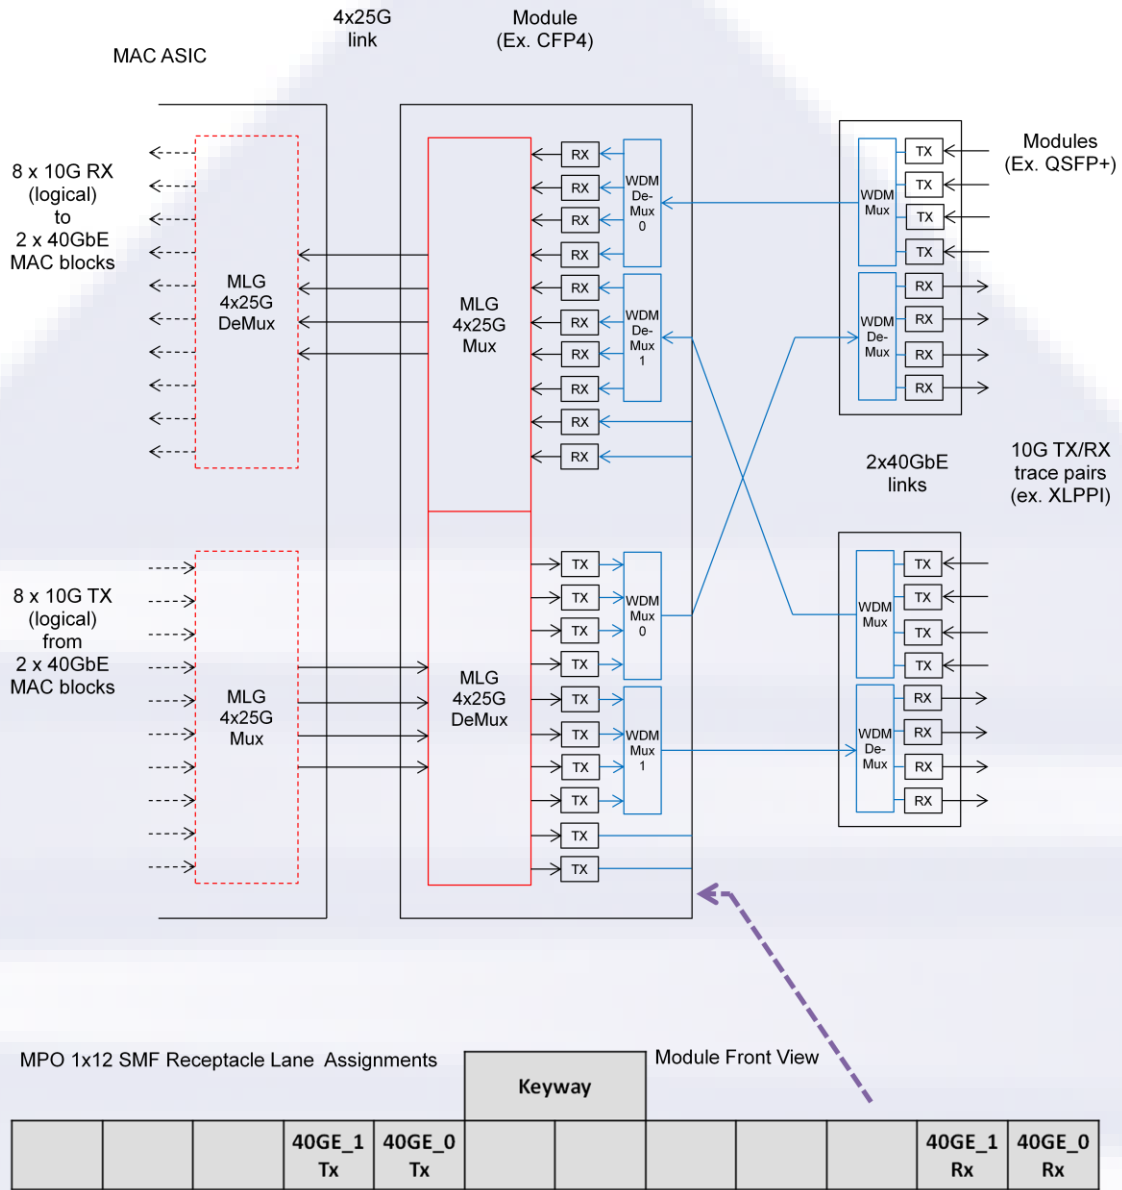 4x25G
link
Module
(Ex. CFP4)
MAC ASIC
8 x 10G RX
(logical)
to
2 x 40GbE
MAC blocks
MLG
4x25G
DeMux
MLG
4x25G
Mux
RX
RX
RX
RX
RX
RX
RX
RX
RX
RX
WDM
De-
Mux
0
WDM
De-
Mux
1
WDM
Mux
TX
TX
TX
TX
WDM
De-
Mux
RX
RX
RX
RX
Modules
(Ex. QSFP+)
2x40GbE
links
10G TX/RX
trace pairs
(ex. XLPPI)
8 x 10G TX
(logical)
from
2 x 40GbE
MAC blocks
MLG
4x25G
Mux
MLG
4x25G
DeMux
TX
TX
TX
TX
TX
TX
TX
TX
TX
TX
WDM
Mux
0
WDM
Mux
1
WDM
Mux
TX
TX
TX
TX
WDM
De-
Mux
RX
RX
RX
RX
MPO 1x12 SMF Receptacle Lane Assignments
Keyway
Module Front View
40GE_1
Tx
40GE_0
Tx
40GE_1
Rx
40GE_0
Rx